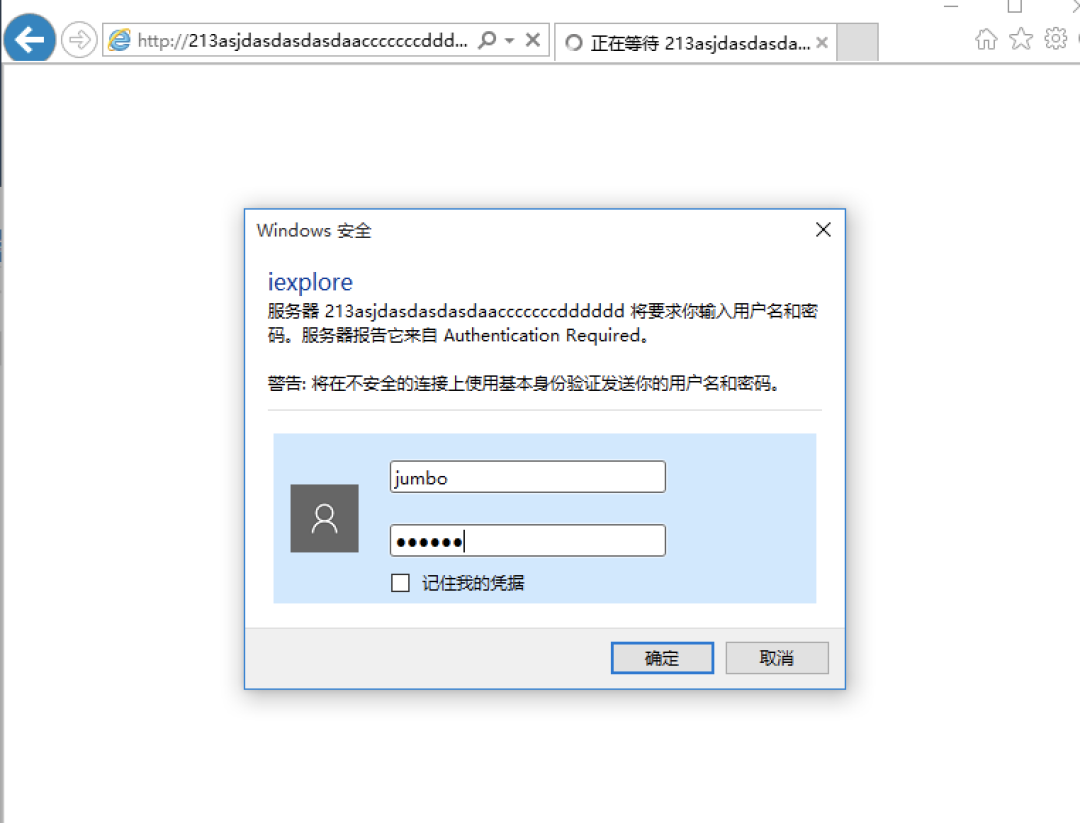 http://213asjdasdasdasdaacccccccddd...
正在等待 213asjdasdasda...
Windows 安全
iexplore
服务器 213asjdasdasdasdaacccccccdddddd 将要求你输入用户名和密
码。服务器报告它来自 Authentication Required。
警告: 将在不安全的连接上使用基本身份验证发送你的用户名和密码。
jumbo
●●●●●●
记住我的凭据
确定
取消